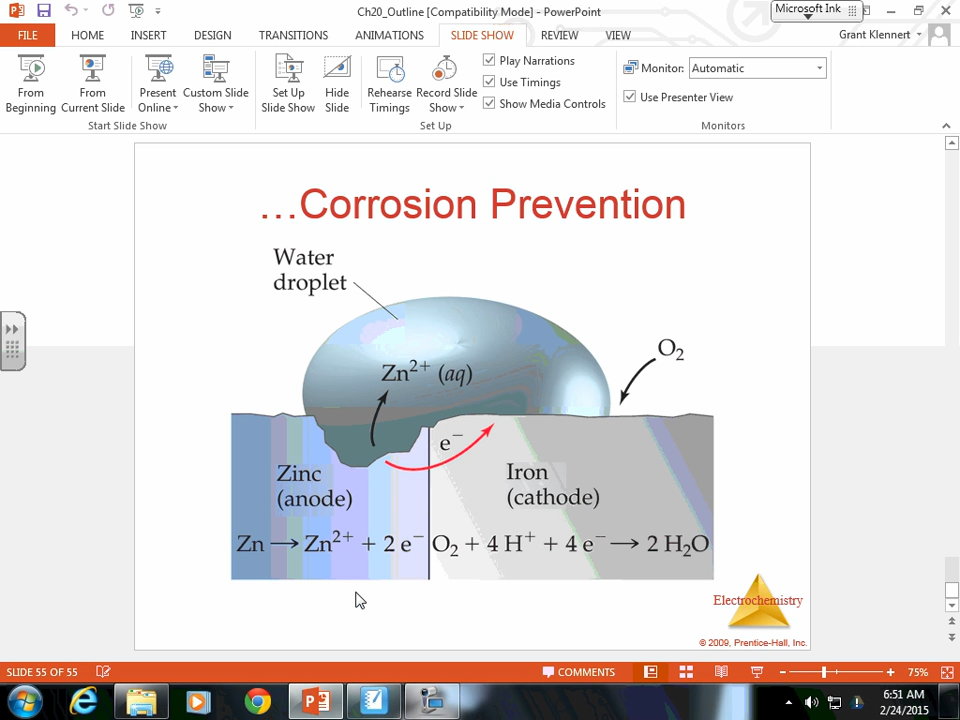 Ch20_Outline [Compatibility Mode] - PowerPoint
Microsoft Ink
FILE HOME INSERT DESIGN TRANSITIONS ANIMATIONS SLIDE SHOW REVIEW VIEW Grant Klennert
From Beginning
From Current Slide
Present Online
Custom Slide Show
Start Slide Show
Set Up Slide Show
Hide Slide
Rehearse Timings
Record Slide Show
Play Narrations
Use Timings
Show Media Controls
Set Up
Monitor: Automatic
Use Presenter View
Monitors
…Corrosion Prevention
Water
droplet
O₂
Zn²⁺ (aq)
e⁻
Zinc
(anode)
Iron
(cathode)
Zn → Zn²⁺ + 2 e⁻
O₂ + 4 H⁺ + 4 e⁻ → 2 H₂O
Electrochemistry
© 2009, Prentice-Hall, Inc.
SLIDE 55 OF 55 COMMENTS 75%
6:51 AM
2/24/2015